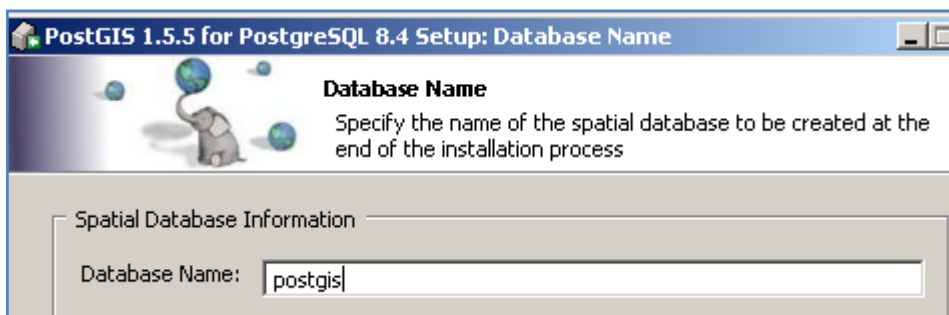 PostGIS 1.5.5 for PostgreSQL 8.4 Setup: Database Name
Database Name
Specify the name of the spatial database to be created at the
end of the installation process
Spatial Database Information
Database Name: postgis